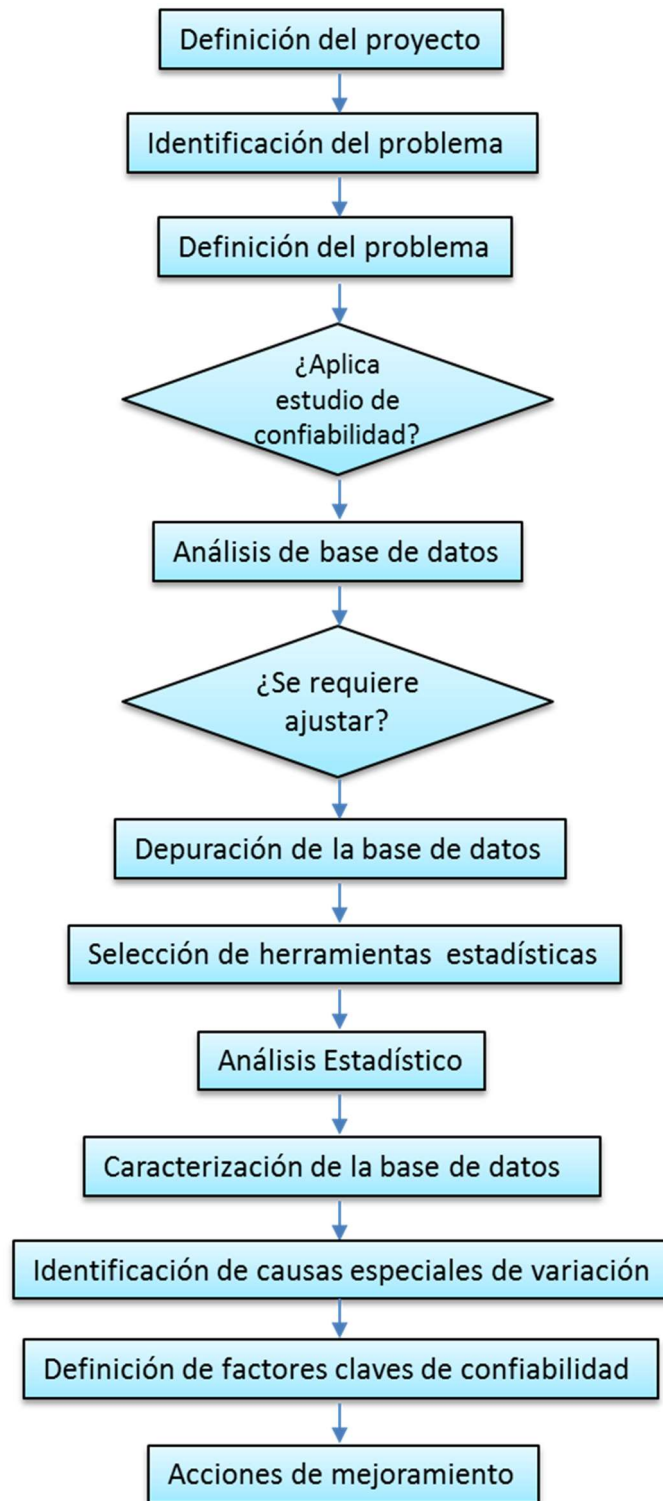 Definición del proyecto
Identificación del problema
Definición del problema
¿Aplica
estudio de
confiabilidad?
Análisis de base de datos
¿Se requiere
ajustar?
Depuración de la base de datos
Selección de herramientas estadísticas
Análisis Estadístico
Caracterización de la base de datos
Identificación de causas especiales de variación
Definición de factores claves de confiabilidad
Acciones de mejoramiento